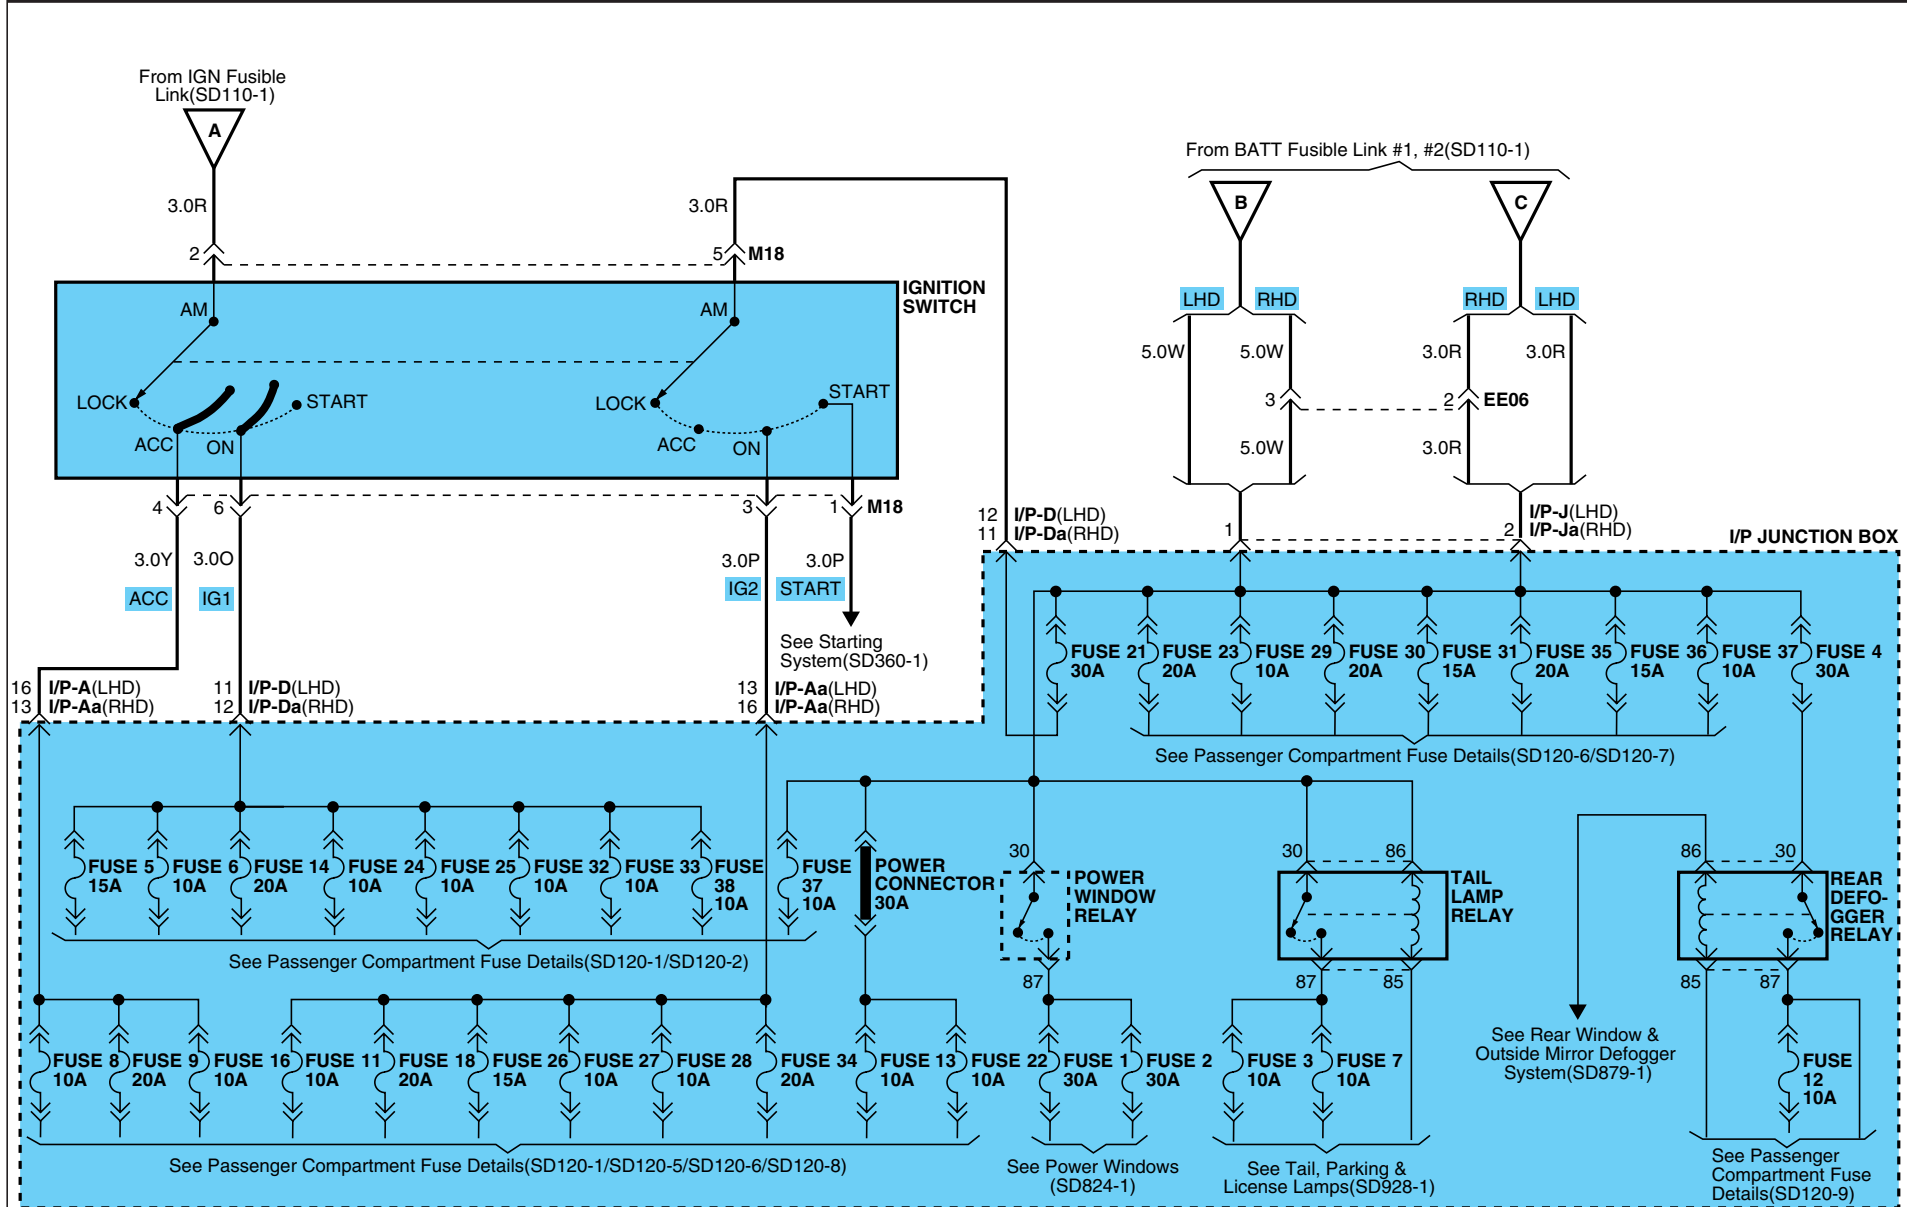 From IGN Fusible
Link(SD110-1)
A
From BATT Fusible Link #1, #2(SD110-1)
B
C
3.0R
3.0R
2
5
M18
IGNITION
SWITCH
AM
AM
LOCK
START
ACC
ON
LOCK
START
ACC
ON
LHD
RHD
RHD
LHD
5.0W
5.0W
3.0R
3.0R
3
2
EE06
5.0W
3.0R
4
6
3
1
M18
3.0Y
3.0O
3.0P
3.0P
ACC
IG1
IG2
START
See Starting
System(SD360-1)
12 I/P-D(LHD)
11 I/P-Da(RHD)
1
2
I/P-J(LHD)
I/P-Ja(RHD)
I/P JUNCTION BOX
16 I/P-A(LHD)
13 I/P-Aa(RHD)
11 I/P-D(LHD)
12 I/P-Da(RHD)
13 I/P-Aa(LHD)
16 I/P-Aa(RHD)
FUSE 21 FUSE 23 FUSE 29 FUSE 30 FUSE 31 FUSE 35 FUSE 36 FUSE 37 FUSE 4
30A 20A 10A 20A 15A 20A 15A 10A 30A
See Passenger Compartment Fuse Details(SD120-6/SD120-7)
FUSE 5 FUSE 6 FUSE 14 FUSE 24 FUSE 25 FUSE 32 FUSE 33 FUSE
15A 10A 20A 10A 10A 10A 10A 38
10A
FUSE
37
10A
POWER
CONNECTOR
30A
See Passenger Compartment Fuse Details(SD120-1/SD120-2)
30
POWER
WINDOW
RELAY
87
30
86
TAIL
LAMP
RELAY
87
85
86
30
REAR
DEFO-
GGER
RELAY
85
87
FUSE 8 FUSE 9 FUSE 16 FUSE 11 FUSE 18 FUSE 26 FUSE 27 FUSE 28 FUSE 34 FUSE 13 FUSE 22 FUSE 1 FUSE 2 FUSE 3 FUSE 7
10A 20A 10A 10A 20A 15A 10A 10A 20A 10A 10A 30A 30A 10A 10A
See Rear Window &
Outside Mirror Defogger
System(SD879-1)
FUSE
12
10A
See Passenger Compartment Fuse Details(SD120-1/SD120-5/SD120-6/SD120-8)
See Power Windows
(SD824-1)
See Tail, Parking &
License Lamps(SD928-1)
See Passenger
Compartment Fuse
Details(SD120-9)